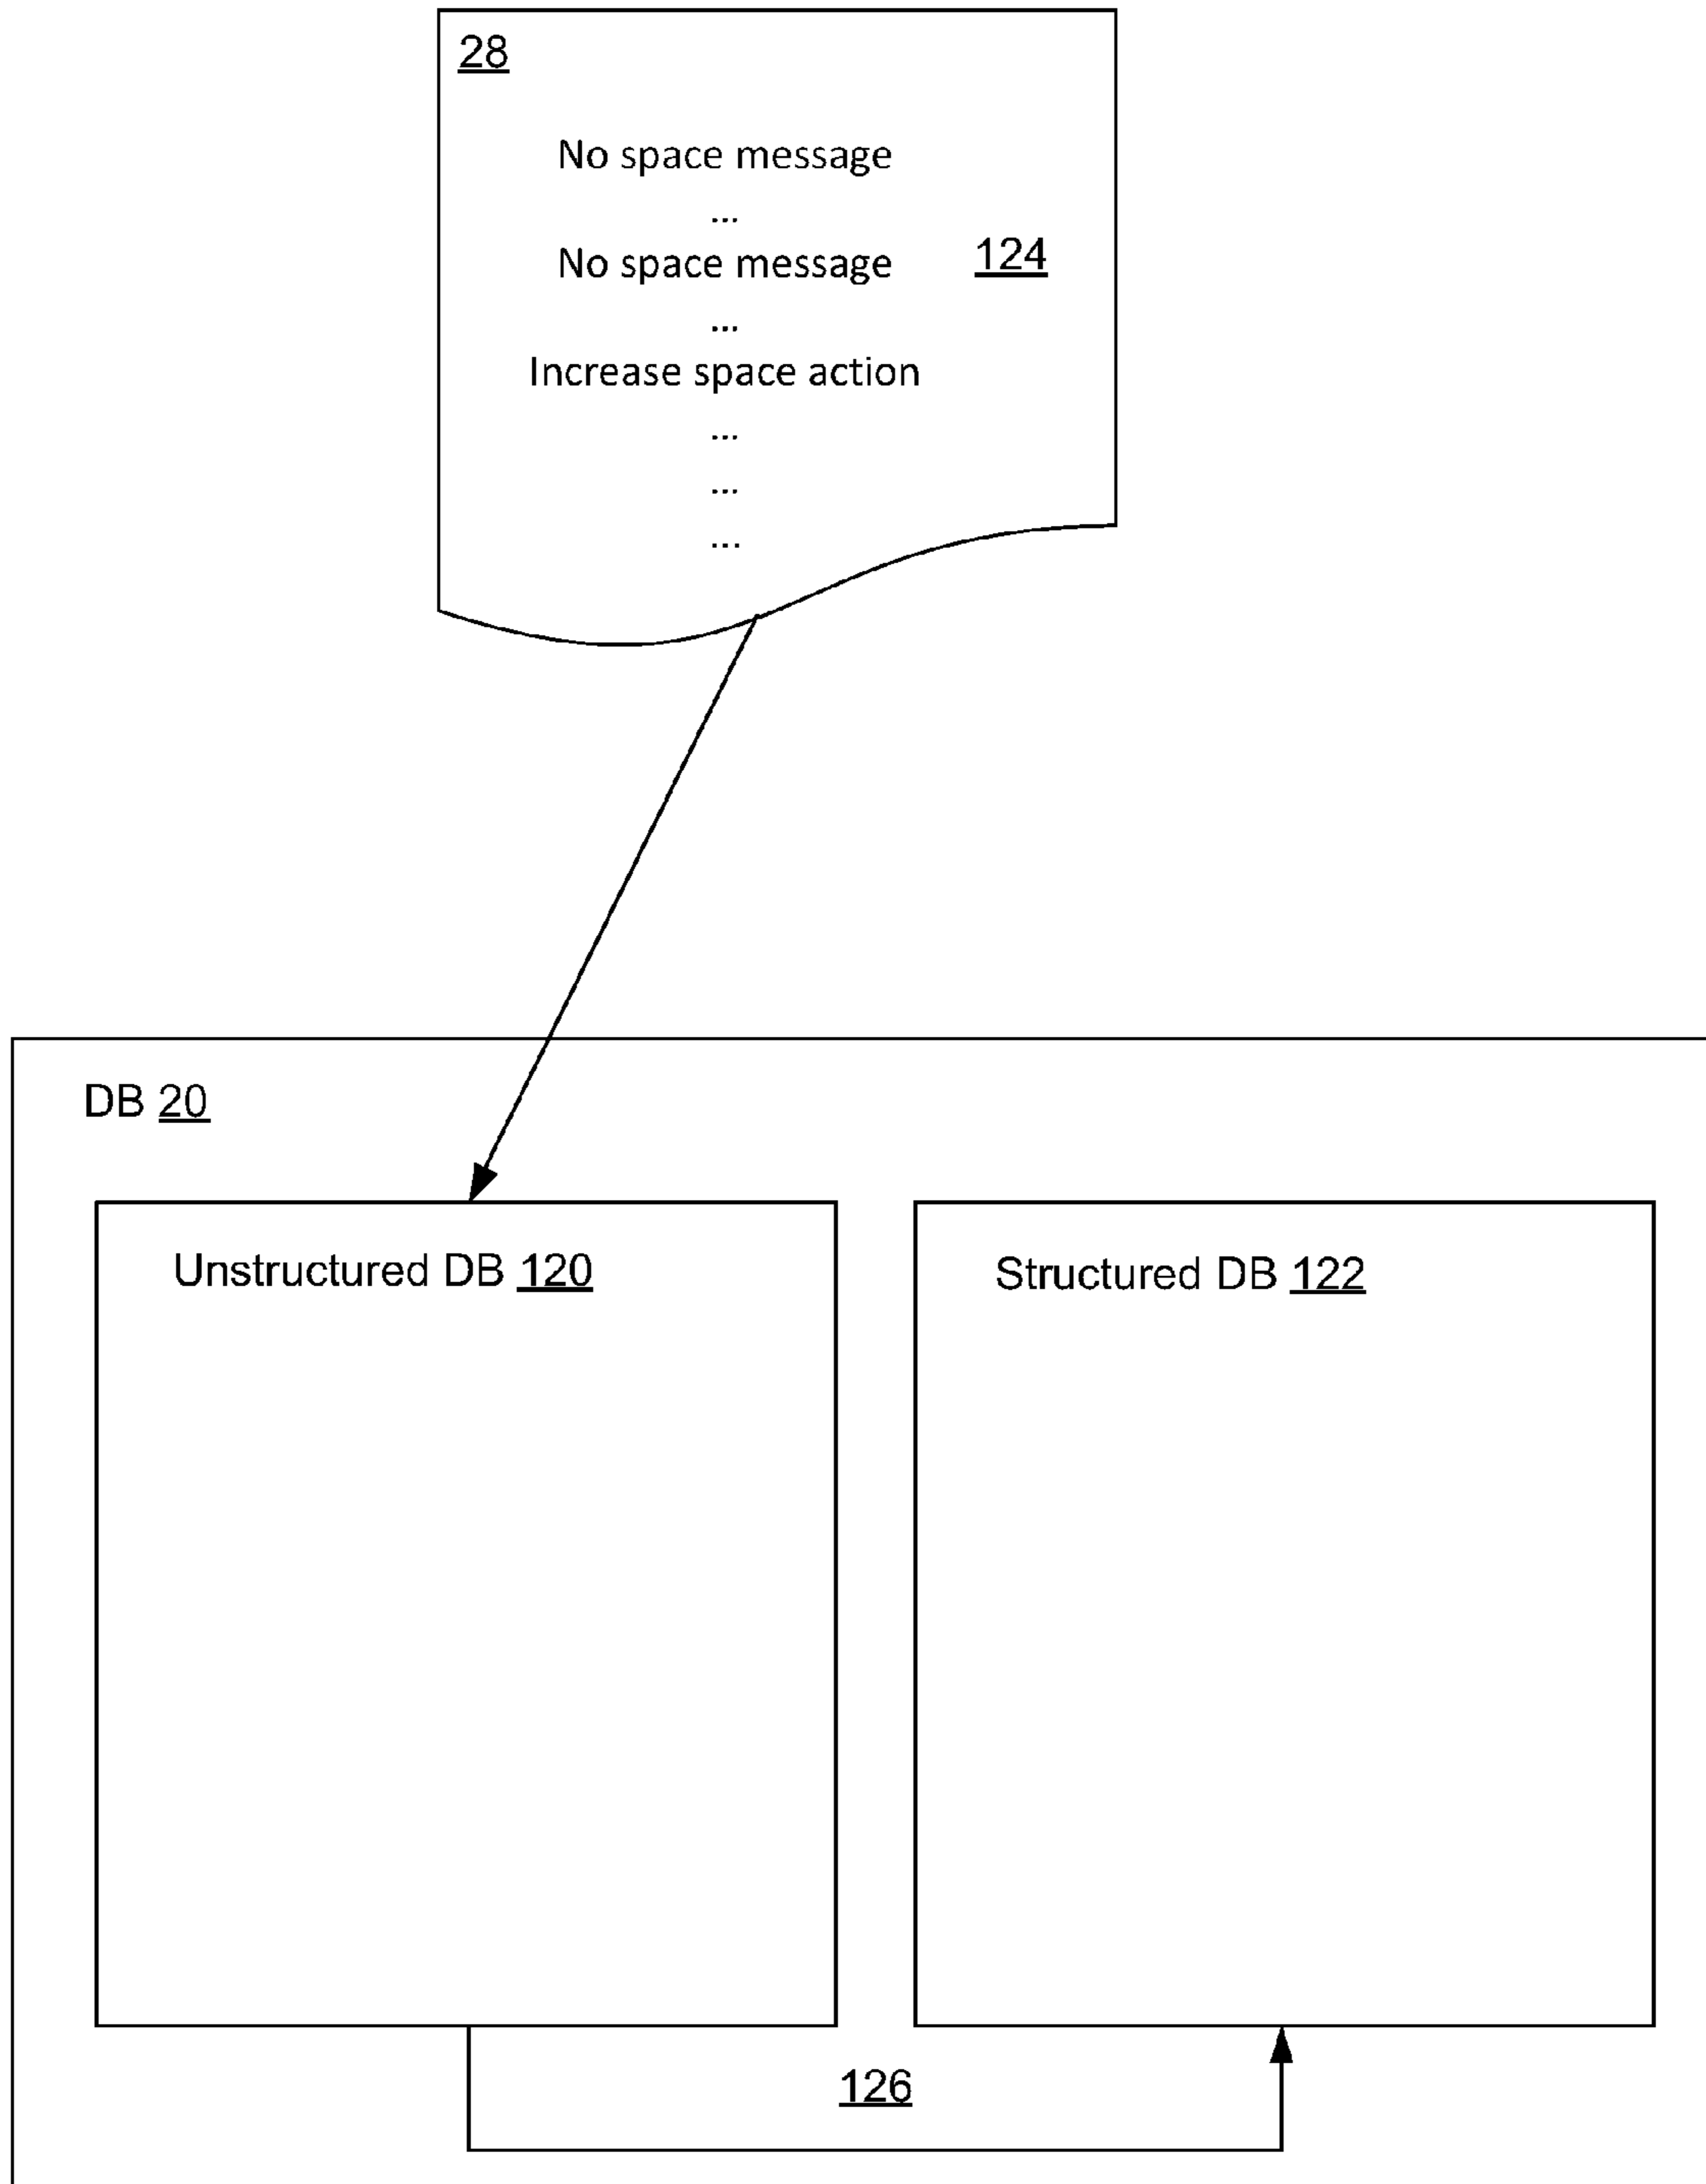 28
No space message
...
No space message 124
...
Increase space action
...
...
...
DB 20
Unstructured DB 120
Structured DB 122
126